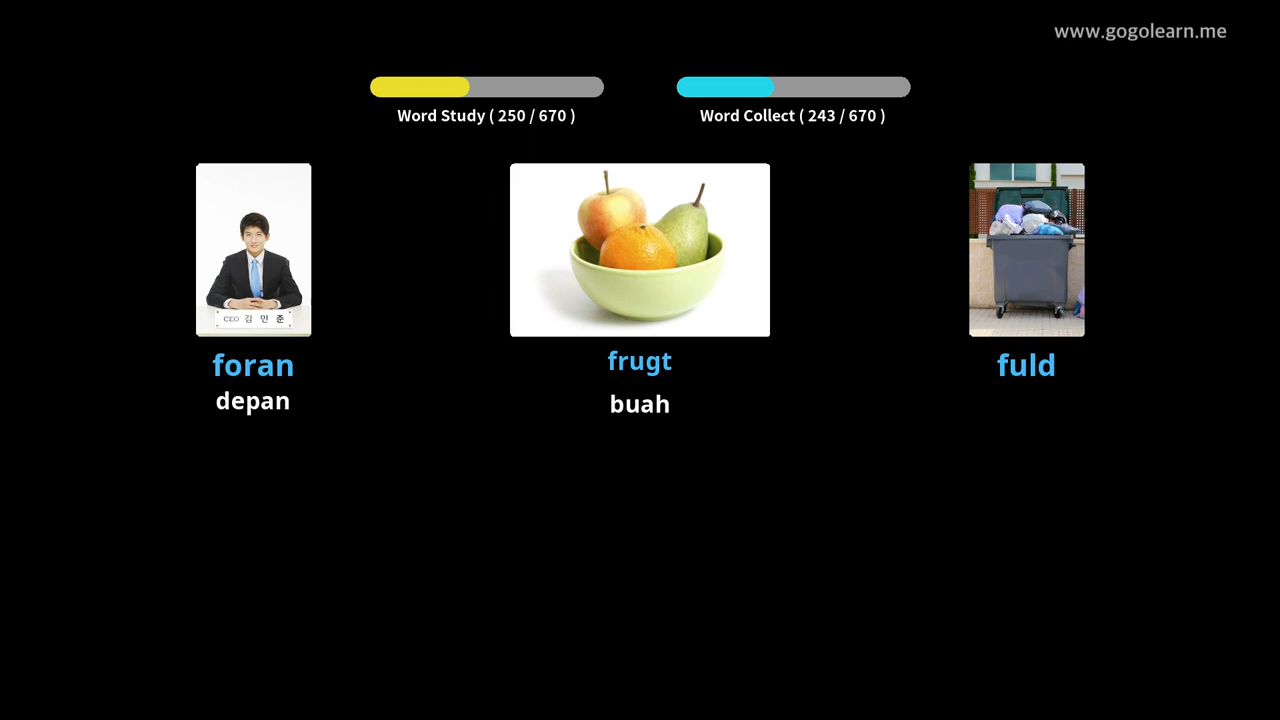 www.gogolearn.me
Word Study ( 250 / 670 )
Word Collect ( 243 / 670 )
CEO 김 민 준
foran
depan
frugt
buah
fuld